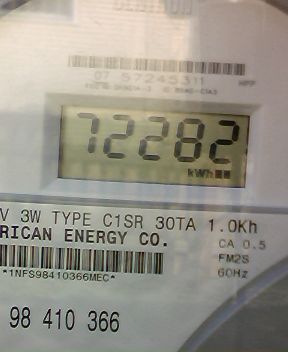 07 57245311
72282
kWh
V 3W TYPE C1SR 30TA 1.0Kh
RICAN ENERGY CO.
CA 0.5
FM2S
*1NFS98410366MEC*
60Hz
98 410 366